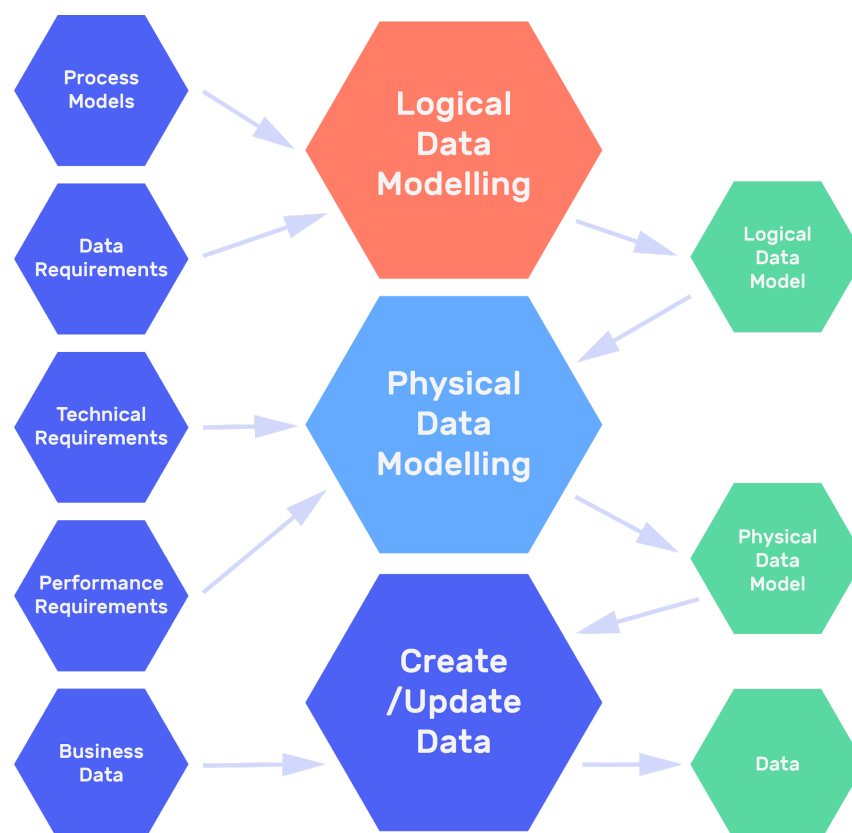 Process
Models
Logical
Data
Modelling
Data
Requirements
Logical
Data
Model
Technical
Requirements
Physical
Data
Modelling
Performance
Requirements
Physical
Data
Model
Create
/Update
Data
Business
Data
Data